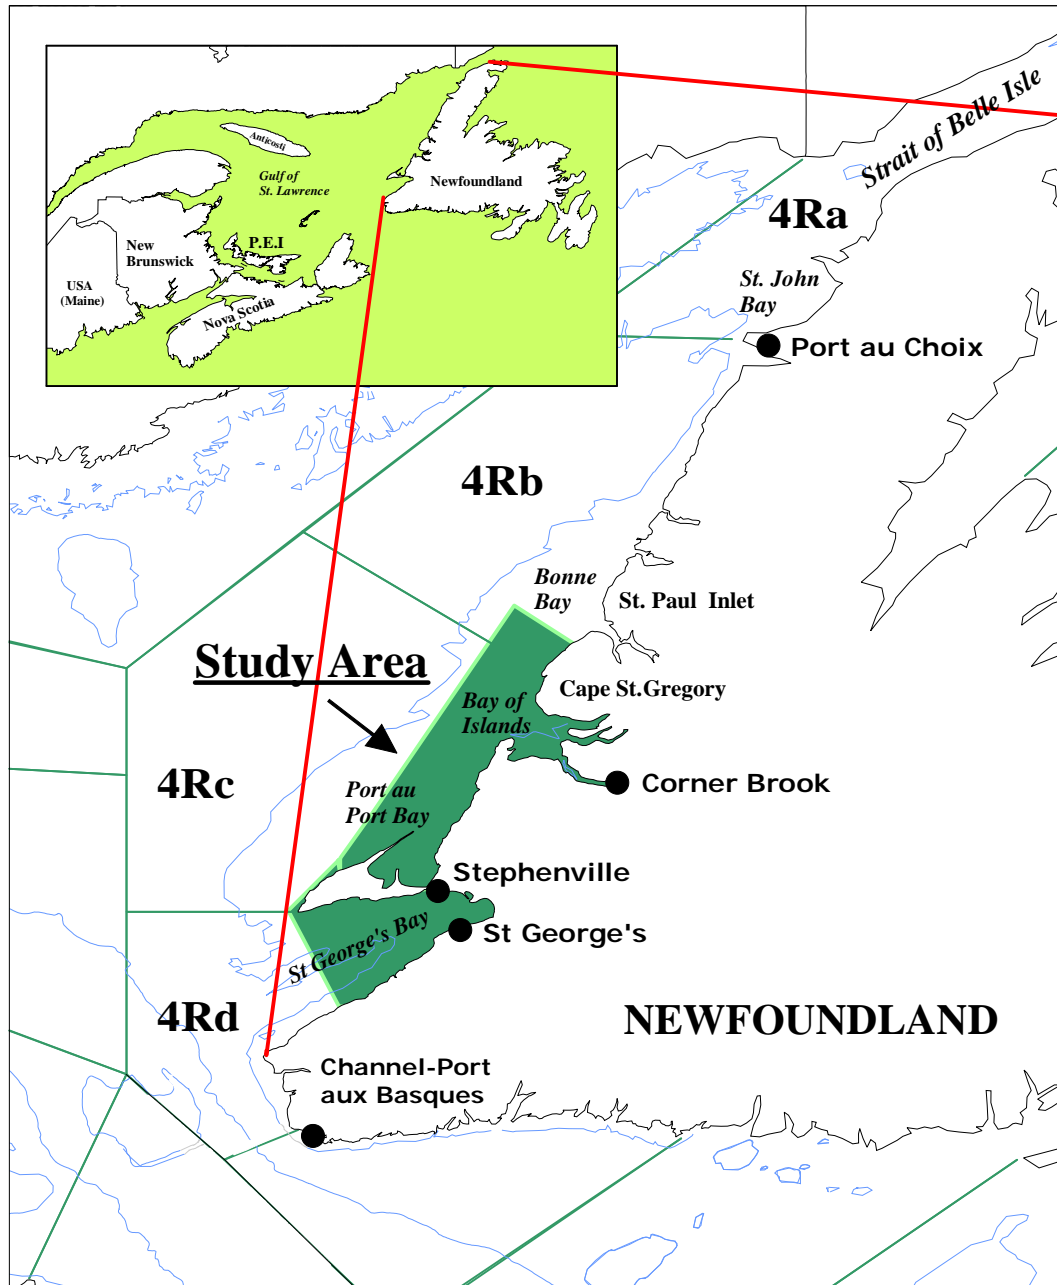 Strait of Belle Isle
Anticosti
Gulf of
St. Lawrence
Newfoundland
4Ra
New
Brunswick
P.E.I
USA
(Maine)
Nova Scotia
St. John
Bay
Port au Choix
4Rb
Bonne
Bay
St. Paul Inlet
Study Area
Cape St.Gregory
Bay of
Islands
4Rc
Port au
Port Bay
Corner Brook
Stephenville
St George's Bay
St George's
4Rd
NEWFOUNDLAND
Channel-Port
aux Basques